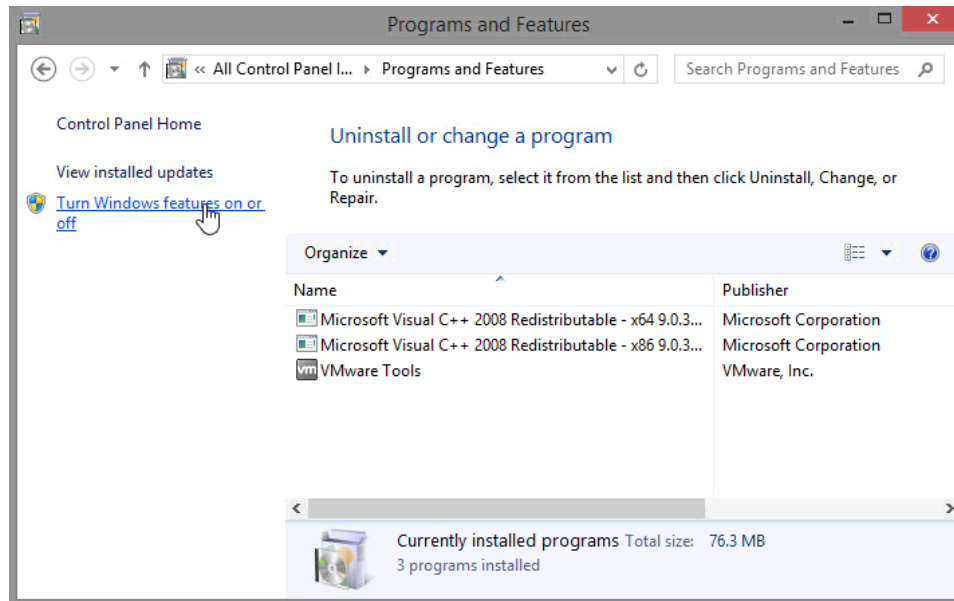 Programs and Features
« All Control Panel I... Programs and Features
Search Programs and Features
Control Panel Home
View installed updates
Turn Windows features on or
off
Uninstall or change a program
To uninstall a program, select it from the list and then click Uninstall, Change, or
Repair.
Organize
Name Publisher
Microsoft Visual C++ 2008 Redistributable - x64 9.0.3... Microsoft Corporation
Microsoft Visual C++ 2008 Redistributable - x86 9.0.3... Microsoft Corporation
vm VMware Tools VMware, Inc.
Currently installed programs Total size: 76.3 MB
3 programs installed